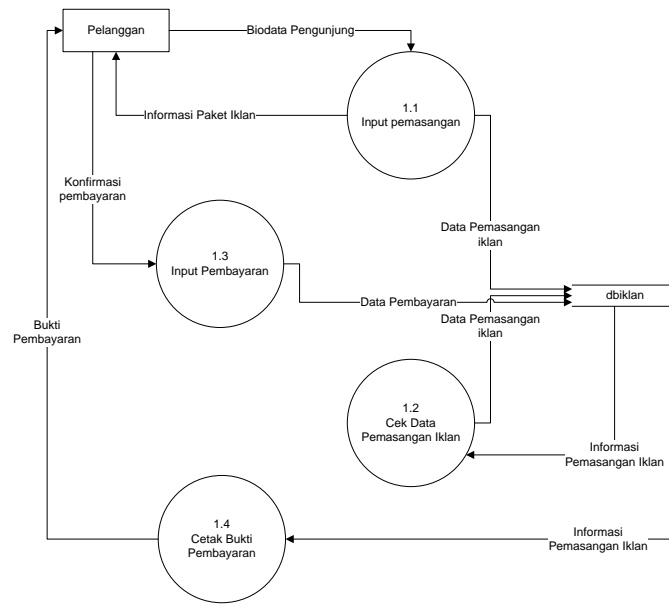 Pelanggan
Biodata Pengunjung
1.1
Input pemasangan
Informasi Paket Iklan
Konfirmasi
pembayaran
1.3
Input Pembayaran
Data Pemasangan
iklan
dbiklan
Data Pembayaran
Data Pemasangan
iklan
Bukti
Pembayaran
1.2
Cek Data
Pemasangan Iklan
Informasi
Pemasangan Iklan
1.4
Cetak Bukti
Pembayaran
Informasi
Pemasangan Iklan